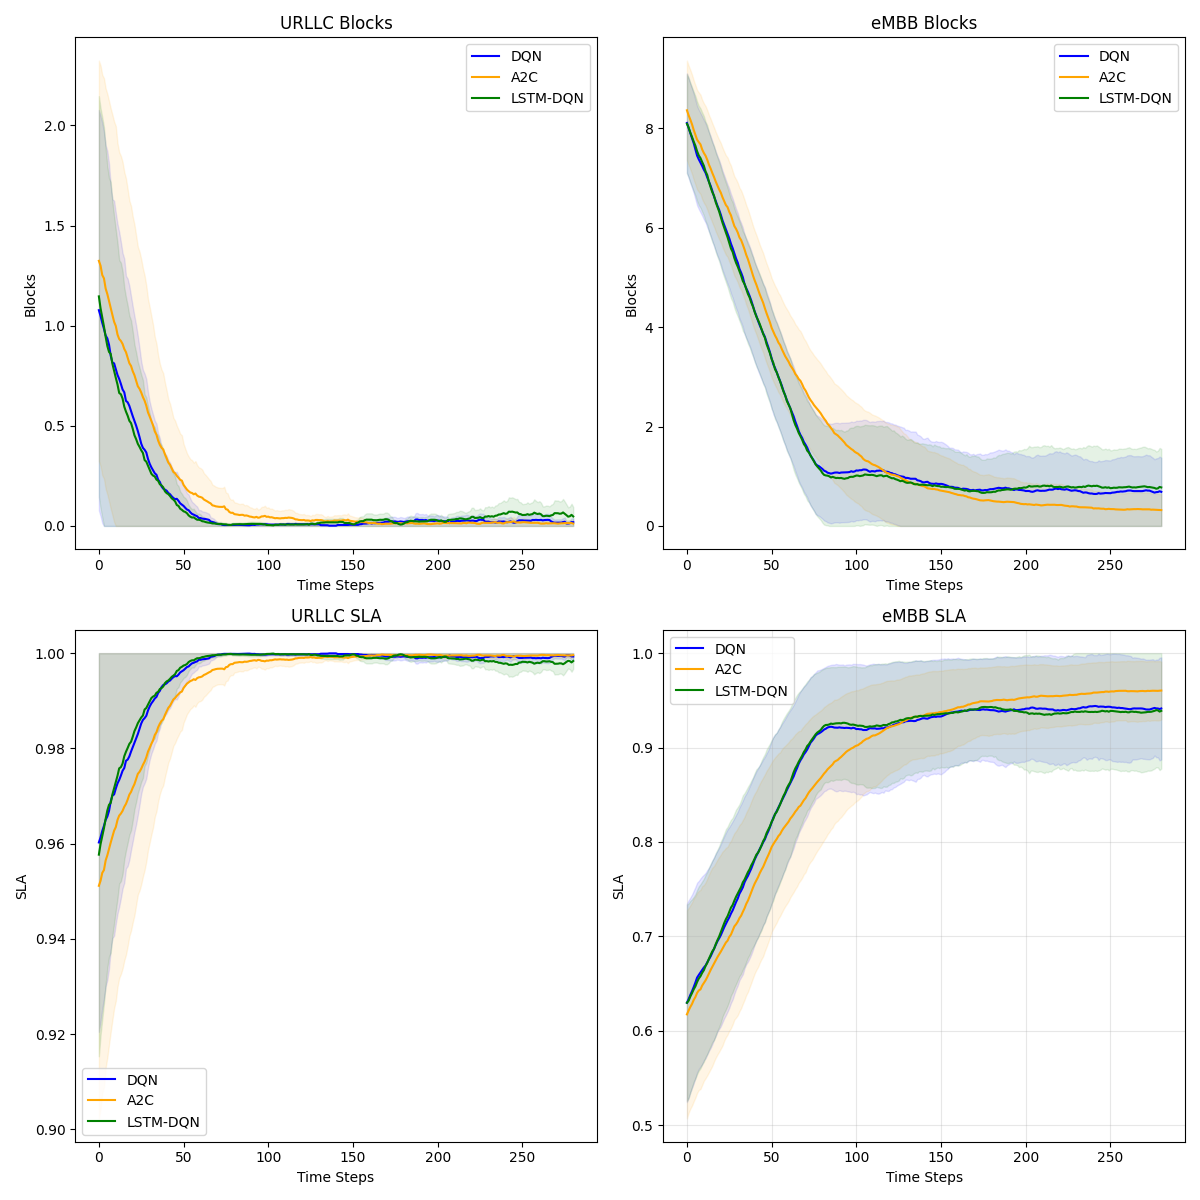 URLLC Blocks
Blocks
2.0
1.5
1.0
0.5
0.0
0 50 100 150 200 250
Time Steps
DQN
A2C
LSTM-DQN
eMBB Blocks
Blocks
8
6
4
2
0
0 50 100 150 200 250
Time Steps
DQN
A2C
LSTM-DQN
URLLC SLA
SLA
1.00
0.98
0.96
0.94
0.92
0.90
0 50 100 150 200 250
Time Steps
DQN
A2C
LSTM-DQN
eMBB SLA
SLA
1.0
0.9
0.8
0.7
0.6
0.5
0 50 100 150 200 250
Time Steps
DQN
A2C
LSTM-DQN